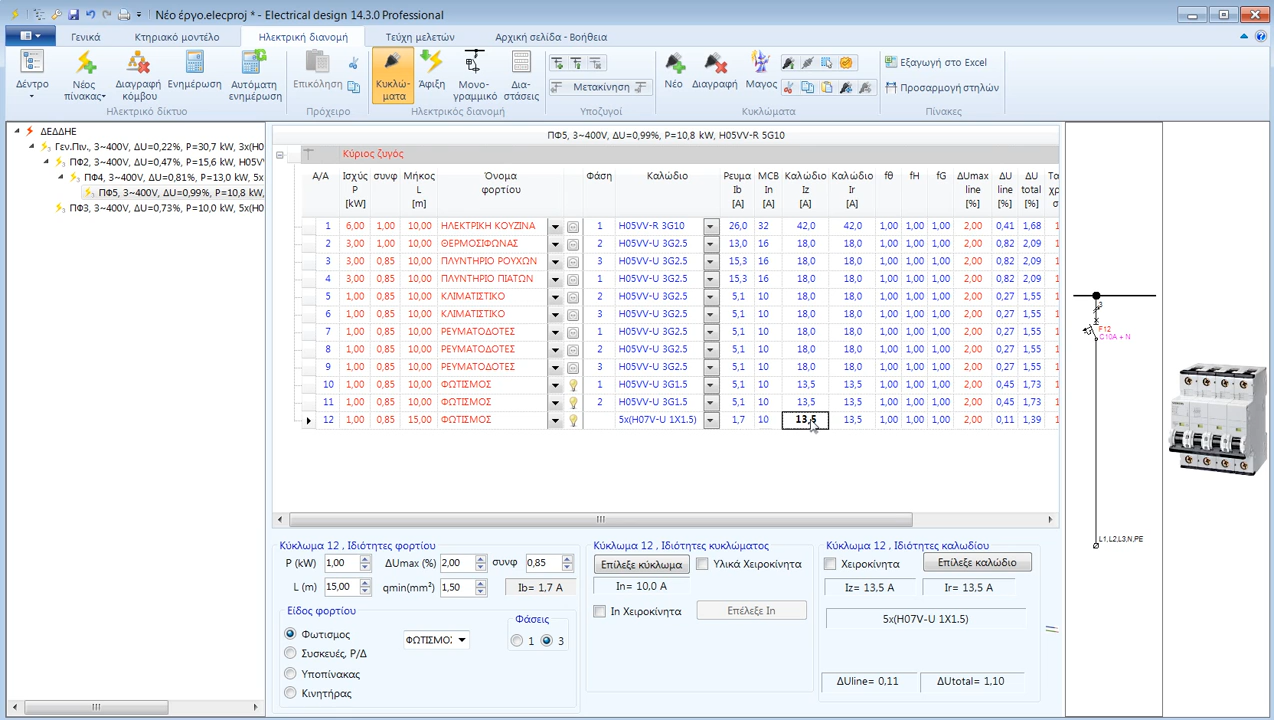 Νέο έργο.elecproj * - Electrical design 14.3.0 Professional
Γενικά
Κτηριακό μοντέλο
Ηλεκτρική διανομή
Τεύχη μελετών
Αρχική σελίδα - Βοήθεια
Δέντρο
Νέος πίνακας
Διαγραφή κόμβου
Ενημέρωση
Αυτόματη ενημέρωση
Επικόληση
Κυκλώ-ματα
Άφιξη
Μονο-γραμμικό
Δια-στάσεις
Μετακίνηση
Νέο
Διαγραφή
Μαγος
Εξαγωγή στο Excel
Προσαρμογή στηλών
Ηλεκτρικό δίκτυο
Πρόχειρο
Ηλεκτρικός διανομή
Υποζυγοί
Κυκλώματα
Πίνακες
ΔΕΔΔΗΕ
Γεν.Πιν., 3~400V, ΔU=0,22%, P=30,7 kW, 3x(H0
ΠΦ2, 3~400V, ΔU=0,47%, P=15,6 kW, H05V
ΠΦ4, 3~400V, ΔU=0,81%, P=13,0 kW, 5x
ΠΦ5, 3~400V, ΔU=0,99%, P=10,8 kW,
ΠΦ3, 3~400V, ΔU=0,73%, P=10,0 kW, 5x(H0
ΠΦ5, 3~400V, ΔU=0,99%, P=10,8 kW, H05VV-R 5G10
Κύριος ζυγός
Α/Α Ισχύς P [kW] συνφ Μήκος L [m] Όνομα φορτίου Φάση Καλώδιο Ρευμα Ib [A] MCB In [A] Καλώδιο Iz [A] Καλώδιο Ir [A] fθ fH fG ΔUmax line [%] ΔU line [%] ΔU total [%]
1 6,00 1,00 10,00 ΗΛΕΚΤΡΙΚΗ ΚΟΥΖΙΝΑ 1 H05VV-R 3G10 26,0 32 42,0 42,0 1,00 1,00 1,00 2,00 0,41 1,68 1
2 3,00 1,00 10,00 ΘΕΡΜΟΣΙΦΩΝΑΣ 2 H05VV-U 3G2.5 13,0 16 18,0 18,0 1,00 1,00 1,00 2,00 0,82 2,09 1
3 3,00 0,85 10,00 ΠΛΥΝΤΗΡΙΟ ΡΟΥΧΩΝ 3 H05VV-U 3G2.5 15,3 16 18,0 18,0 1,00 1,00 1,00 2,00 0,82 2,09 1
4 3,00 0,85 10,00 ΠΛΥΝΤΗΡΙΟ ΠΙΑΤΩΝ 1 H05VV-U 3G2.5 15,3 16 18,0 18,0 1,00 1,00 1,00 2,00 0,82 2,09 1
5 1,00 0,85 10,00 ΚΛΙΜΑΤΙΣΤΙΚΟ 2 H05VV-U 3G2.5 5,1 10 18,0 18,0 1,00 1,00 1,00 2,00 0,27 1,55 1
6 1,00 0,85 10,00 ΚΛΙΜΑΤΙΣΤΙΚΟ 3 H05VV-U 3G2.5 5,1 10 18,0 18,0 1,00 1,00 1,00 2,00 0,27 1,55 1
7 1,00 0,85 10,00 ΡΕΥΜΑΤΟΔΟΤΕΣ 1 H05VV-U 3G2.5 5,1 10 18,0 18,0 1,00 1,00 1,00 2,00 0,27 1,55 1
8 1,00 0,85 10,00 ΡΕΥΜΑΤΟΔΟΤΕΣ 2 H05VV-U 3G2.5 5,1 10 18,0 18,0 1,00 1,00 1,00 2,00 0,27 1,55 1
9 1,00 0,85 10,00 ΡΕΥΜΑΤΟΔΟΤΕΣ 3 H05VV-U 3G2.5 5,1 10 18,0 18,0 1,00 1,00 1,00 2,00 0,27 1,55 1
10 1,00 0,85 10,00 ΦΩΤΙΣΜΟΣ 1 H05VV-U 3G1.5 5,1 10 13,5 13,5 1,00 1,00 1,00 2,00 0,45 1,73 1
11 1,00 0,85 10,00 ΦΩΤΙΣΜΟΣ 2 H05VV-U 3G1.5 5,1 10 13,5 13,5 1,00 1,00 1,00 2,00 0,45 1,73 1
12 1,00 0,85 15,00 ΦΩΤΙΣΜΟΣ 5x(H07V-U 1X1.5) 1,7 10 13,5 13,5 1,00 1,00 1,00 2,00 0,11 1,39 1
3
F12
C10A + N
L1,L2,L3,N,PE
Κύκλωμα 12 , Ιδιότητες φορτίου
P (kW) 1,00 ΔUmax (%) 2,00 συνφ 0,85
L (m) 15,00 qmin(mm²) 1,50 Ib= 1,7 A
Είδος φορτίου
Φωτισμος
Συσκευές, Ρ/Δ
Υποπίνακας
Κινητήρας
ΦΩΤΙΣΜΟΣ
Φάσεις
1 3
Κύκλωμα 12 , Ιδιότητες κυκλώματος
Επίλεξε κύκλωμα Υλικά Χειροκίνητα
In= 10.0 A
In Χειροκίνητα Επέλεξε In
Κύκλωμα 12 , Ιδιότητες καλωδίου
Χειροκίνητα Επίλεξε καλώδιο
Iz= 13.5 A Ir= 13.5 A
5x(H07V-U 1X1.5)
ΔUline= 0,11 ΔUtotal= 1,10